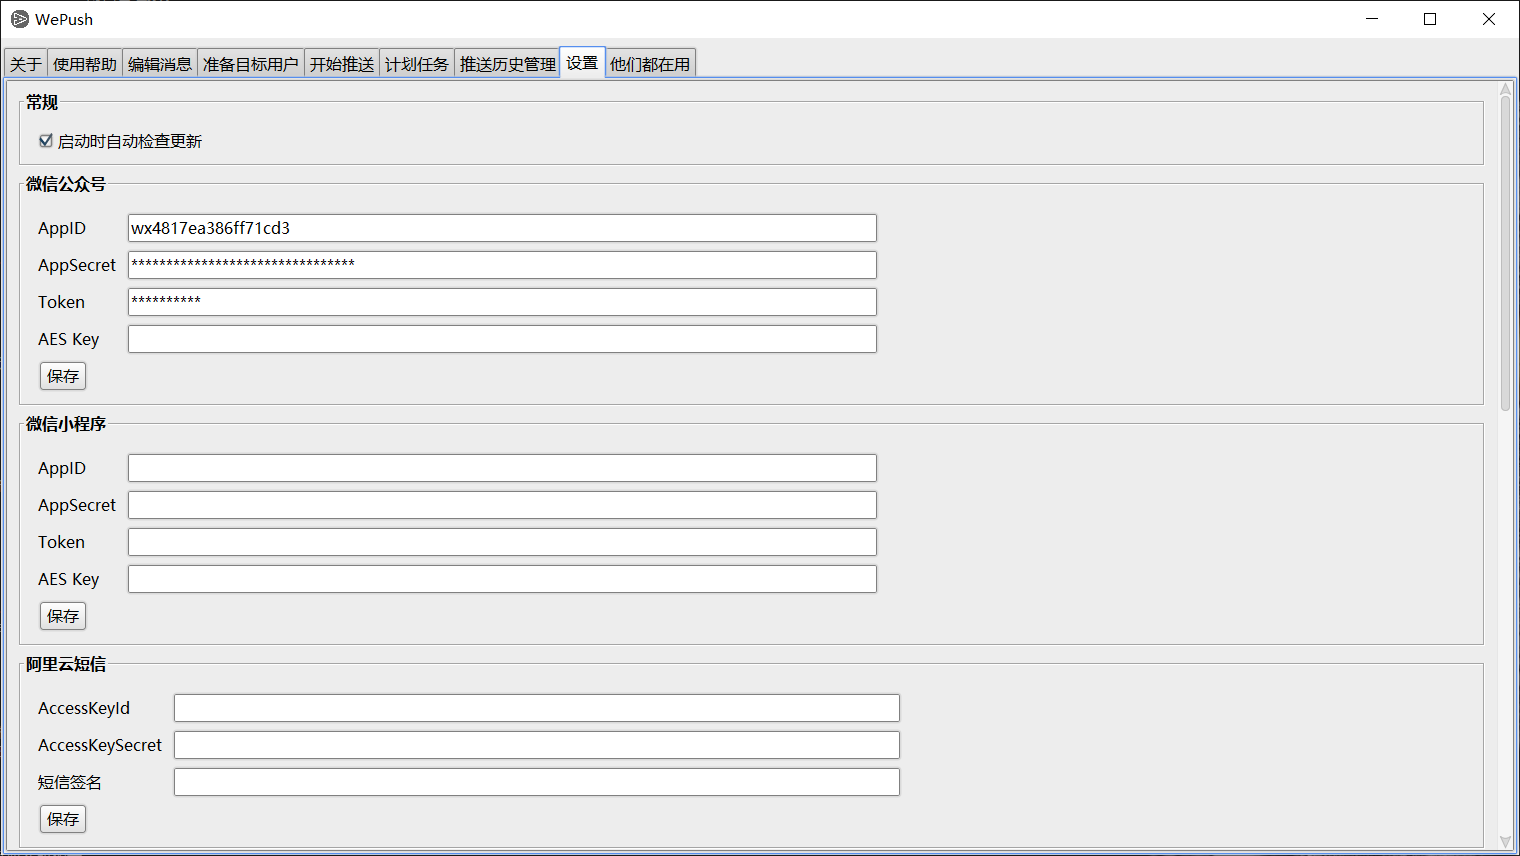 WePush
关于 使用帮助 编辑消息 准备目标用户 开始推送 计划任务 推送历史管理 设置 他们都在用
常规
启动时自动检查更新
微信公众号
AppID wx4817ea386ff71cd3
AppSecret ********************************
Token **********
AES Key
保存
微信小程序
AppID
AppSecret
Token
AES Key
保存
阿里云短信
AccessKeyId
AccessKeySecret
短信签名
保存